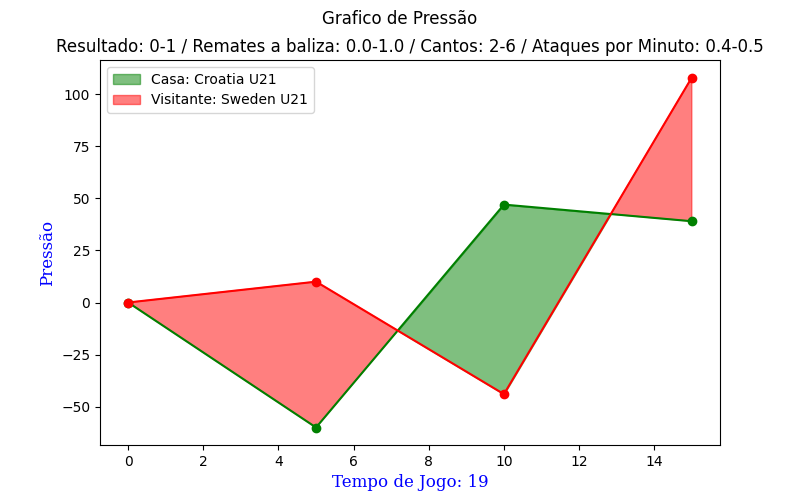 Grafico de Pressão
Resultado: 0-1 / Remates a baliza: 0.0-1.0 / Cantos: 2-6 / Ataques por Minuto: 0.4-0.5
Casa: Croatia U21
Visitante: Sweden U21
Pressão
100
75
50
25
0
−25
−50
0 2 4 6 8 10 12 14
Tempo de Jogo: 19